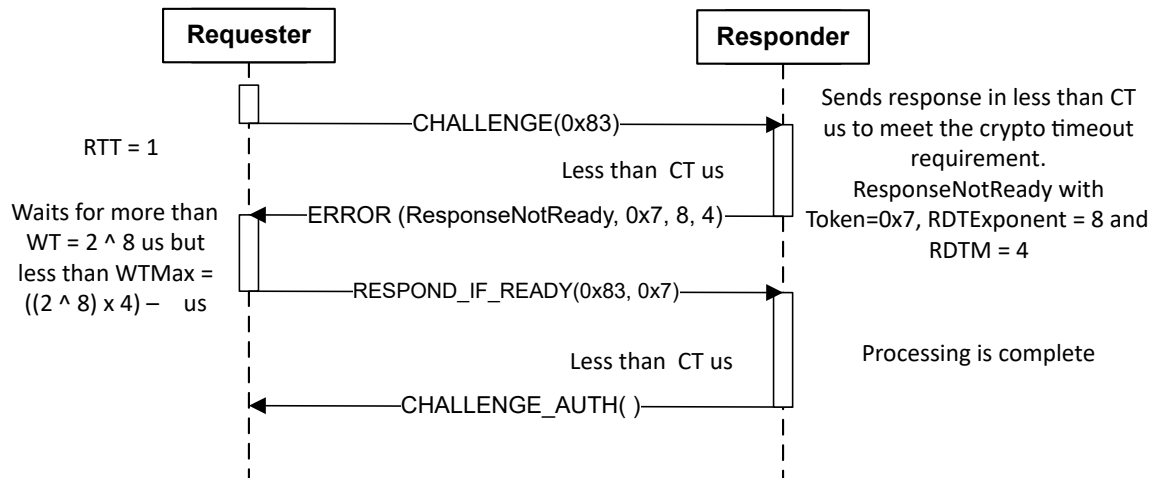 Requester
Responder
CHALLENGE(0x83)
Sends response in less than CT
us to meet the crypto timeout
requirement.
ResponseNotReady with
Token=0x7, RDTExponent = 8 and
RDTM = 4
RTT = 1
Less than CT us
Waits for more than
WT = 2 ^ 8 us but
less than WTMax =
((2 ^ 8) x 4) – us
ERROR (ResponseNotReady, 0x7, 8, 4)
RESPOND_IF_READY(0x83, 0x7)
Less than CT us
Processing is complete
CHALLENGE_AUTH( )